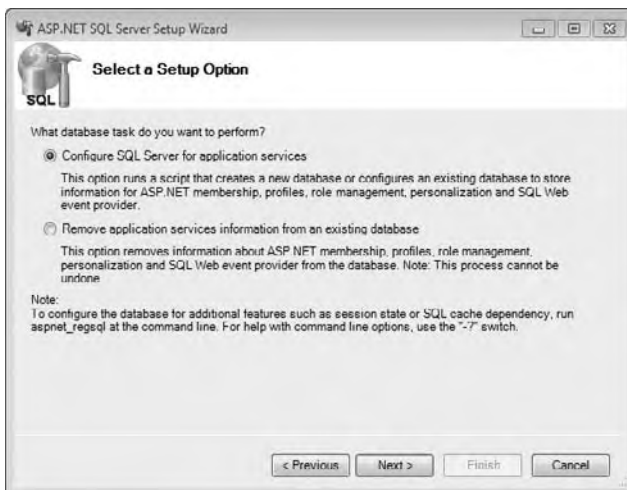 ASP.NET SQL Server Setup Wizard
Select a Setup Option
SQL
What database task do you want to perform?
Configure SQL Server for application services
This option runs a script that creates a new database or configures an existing database to store
information for ASP.NET membership, profiles, role management, personalization and SQL Web
event provider.
Remove application services information from an existing database
This option removes information about ASP NET membership, profiles, role management,
personalization and SQL Web event provider from the database. Note: This process cannot be
undone
Note:
To configure the database for additional features such as session state or SQL cache dependency, run
aspnet_regsql at the command line. For help with command line options, use the "-?" switch.
< Previous
Next >
Finish
Cancel